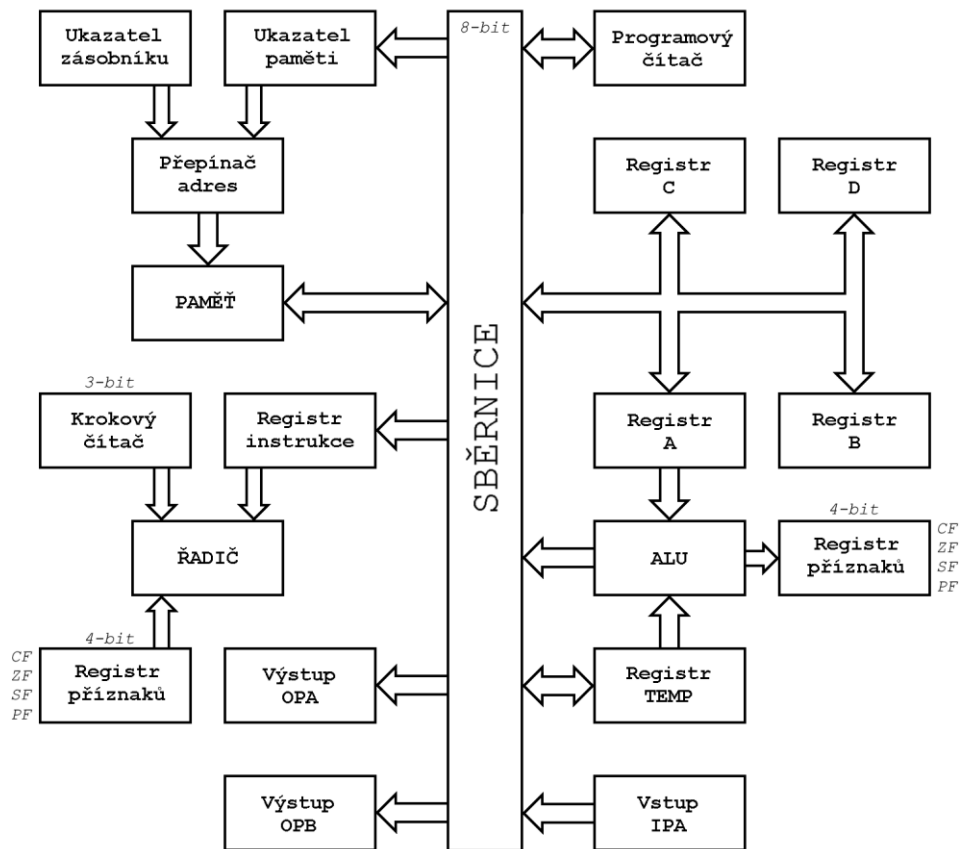 Ukazatel
zásobníku
Ukazatel
paměti
8-bit
Programový
čítač
Přepínač
adres
Registr
C
Registr
D
PAMĚŤ
SBĚRNICE
3-bit
Krokový
čítač
Registr
instrukce
Registr
A
Registr
B
ŘADIČ
ALU
4-bit
Registr
příznaků
CF
ZF
SF
PF
4-bit
CF
ZF
SF
PF
Registr
příznaků
Výstup
OPA
Registr
TEMP
Výstup
OPB
Vstup
IPA